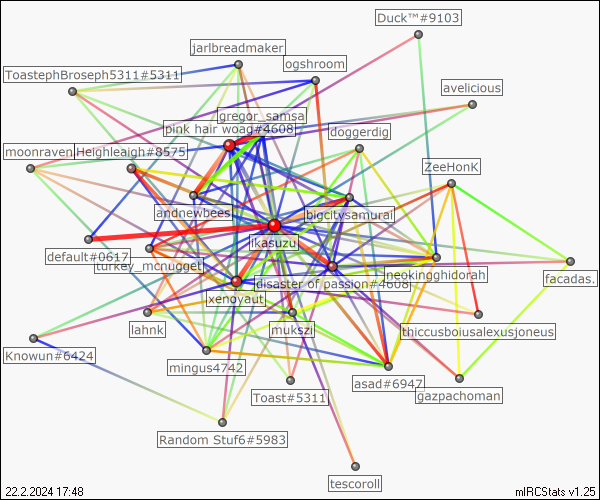 Duck™#9103
jarlbreadmaker
ogshroom
ToastephBroseph5311#5311
avelicious
gregor_samsa
pink hair woag#4608
doggerdig
moonraven
Heighleaigh#8575
ZeeHonK
andnewbees
bigcitysamurai
ikasuzu
default#0617
turkey_mcnugget
disaster of passion#4608
neokingghidorah
facadas.
xenoyaut
lahnk
mukszi
thiccusboiusalexusjoneus
Knowun#6424
mingus4742
asad#6947
Toast#5311
gazpachoman
Random Stuf6#5983
tescoroll
22.2.2024 17:48
mIRCStats v1.25